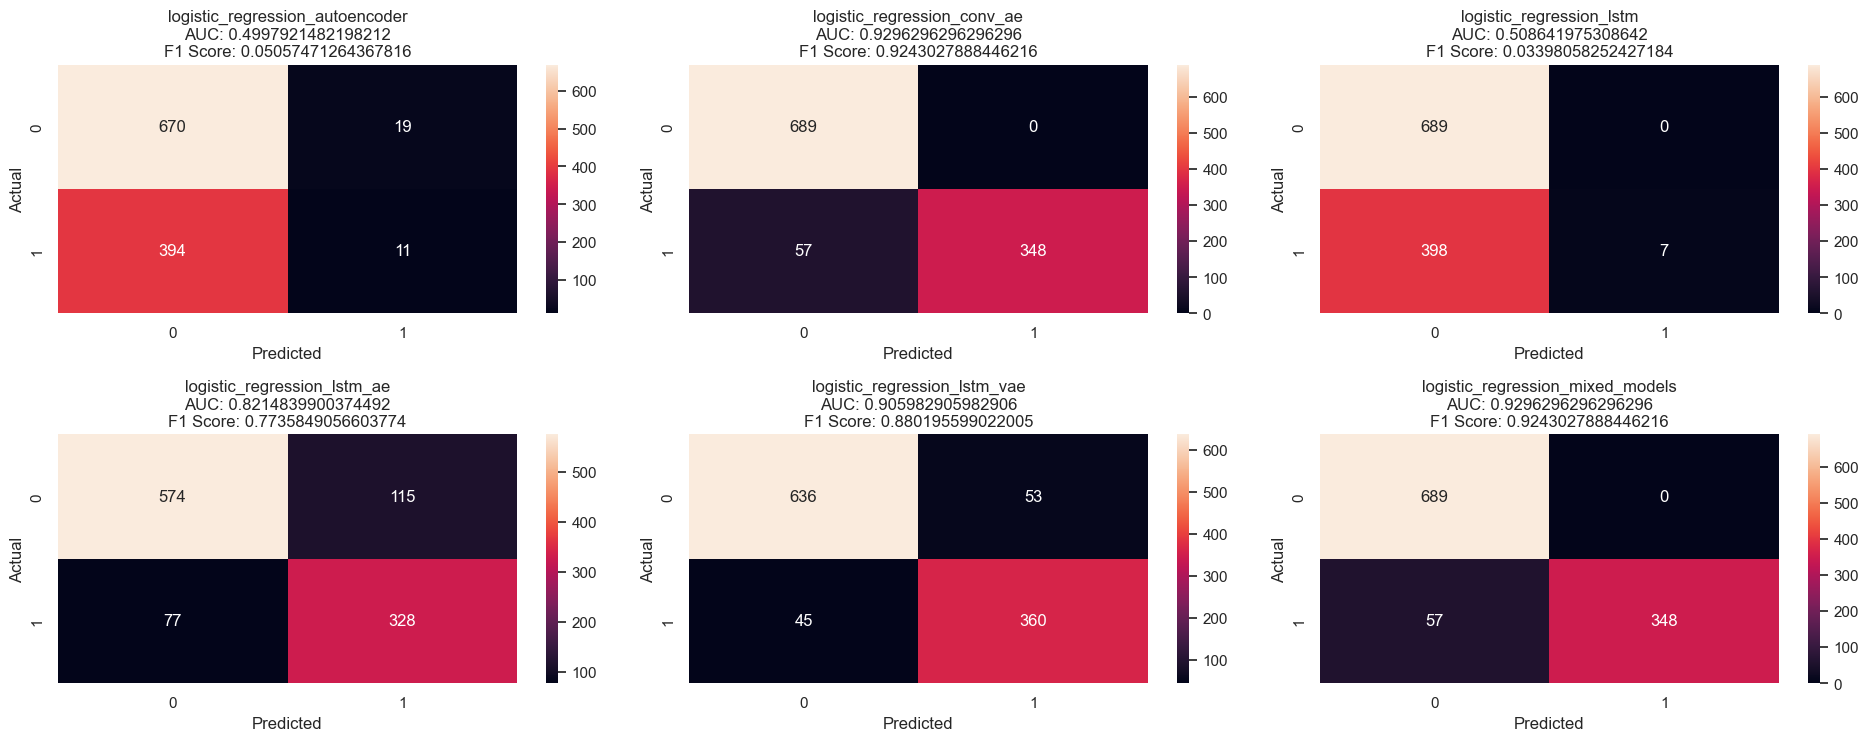 logistic_regression_autoencoder
AUC: 0.4997921482198212
F1 Score: 0.05057471264367816
670
19
394
11
0
1
Actual
0
1
Predicted
600
500
400
300
200
100
logistic_regression_conv_ae
AUC: 0.9296296296296296
F1 Score: 0.9243027888446216
689
0
57
348
0
1
Actual
0
1
Predicted
600
500
400
300
200
100
0
logistic_regression_lstm
AUC: 0.508641975308642
F1 Score: 0.03398058252427184
689
0
398
7
0
1
Actual
0
1
Predicted
600
500
400
300
200
100
0
logistic_regression_lstm_ae
AUC: 0.8214839900374492
F1 Score: 0.7735849056603774
574
115
77
328
0
1
Actual
0
1
Predicted
500
400
300
200
100
logistic_regression_lstm_vae
AUC: 0.905982905982906
F1 Score: 0.880195599022005
636
53
45
360
0
1
Actual
0
1
Predicted
600
500
400
300
200
100
logistic_regression_mixed_models
AUC: 0.9296296296296296
F1 Score: 0.9243027888446216
689
0
57
348
0
1
Actual
0
1
Predicted
600
500
400
300
200
100
0